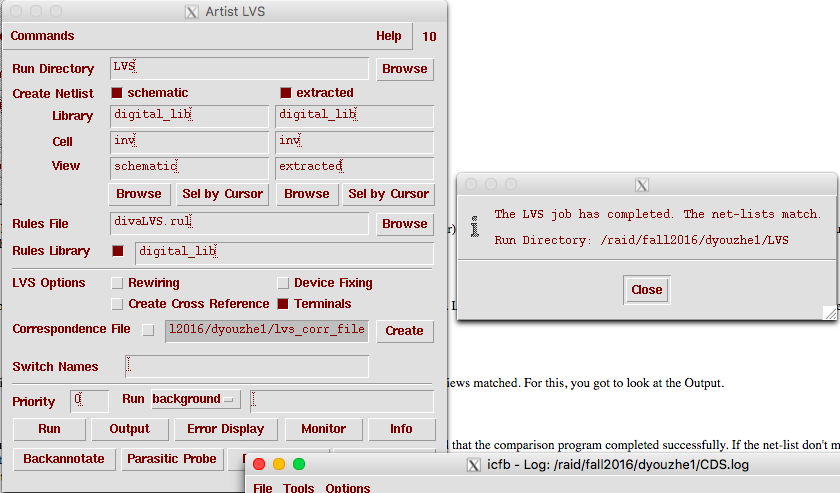 Artist LVS
Commands Help 10
Run Directory LVS Browse
Create Netlist schematic extracted
Library digital_lib digital_lib
Cell inv inv
View schematic extracted
Browse Sel by Cursor Browse Sel by Cursor
Rules File divaLVS.rul Browse
Rules Library digital_lib
LVS Options Rewiring Device Fixing
Create Cross Reference Terminals
Correspondence File l2016/dyouzhe1/lvs_corr_file Create
Switch Names
Priority 0 Run background
Run Output Error Display Monitor Info
Backannotate Parasitic Probe
The LVS job has completed. The net-lists match.
Run Directory: /raid/fall2016/dyouzhe1/LVS
Close
iews matched. For this, you got to look at the Output.
that the comparison program completed successfully. If the net-list don't m
icfb - Log: /raid/fall2016/dyouzhe1/CDS.log
File Tools Options